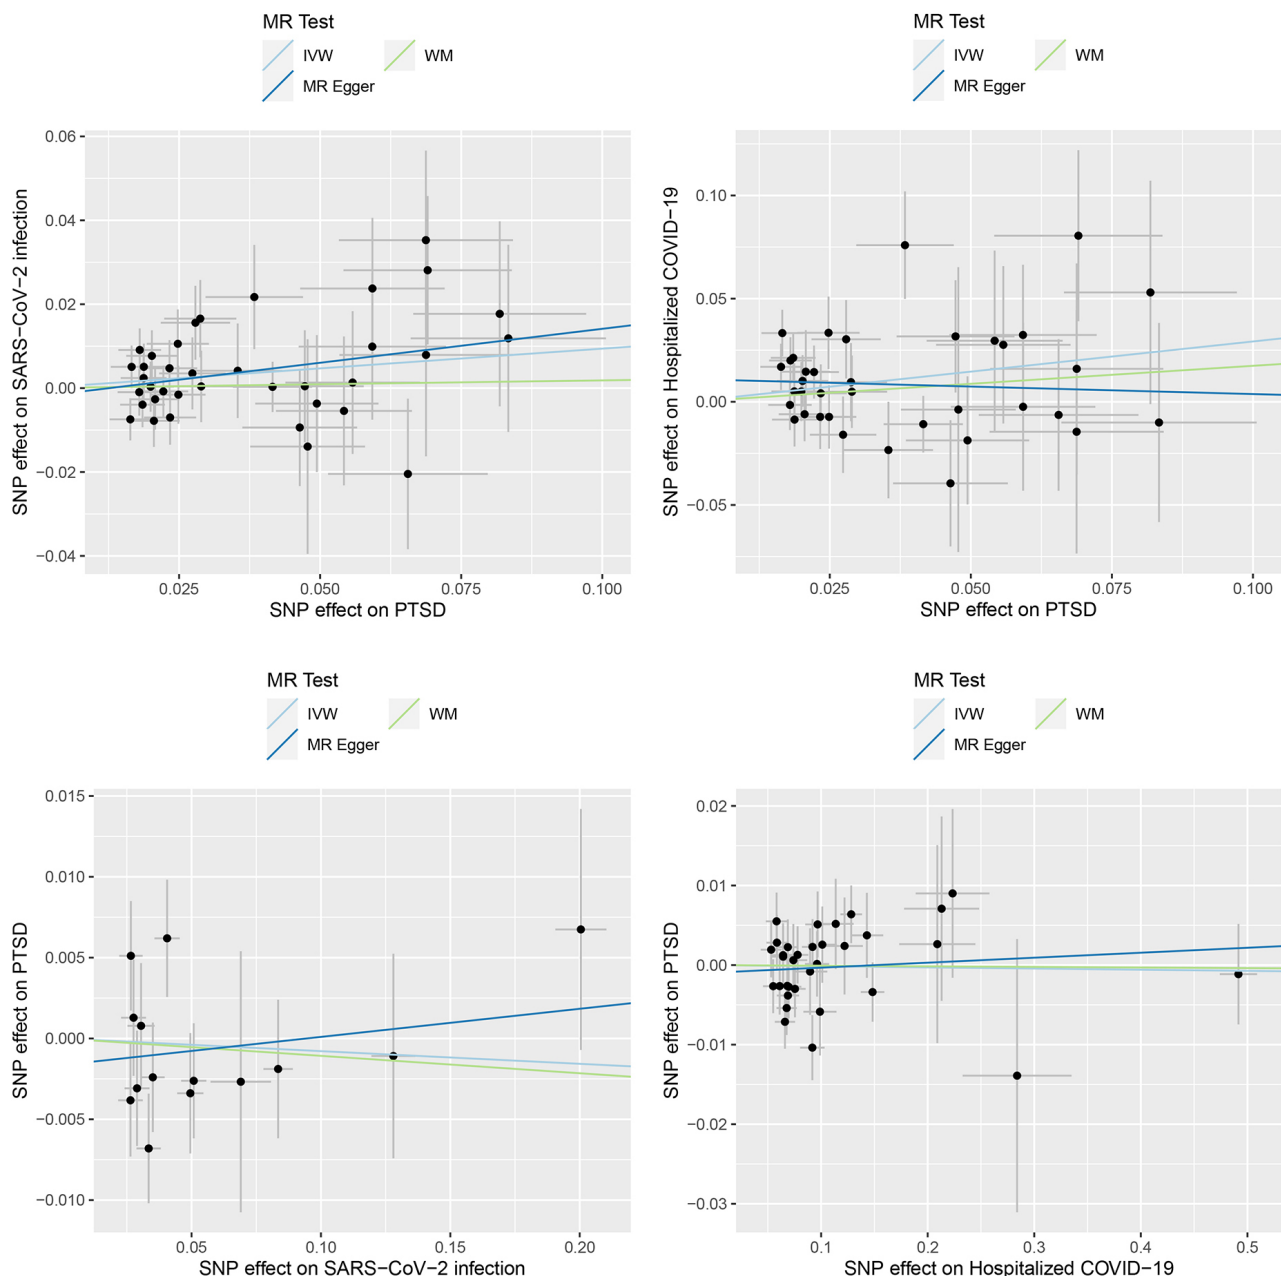 MR Test
IVW WM
MR Egger
0.06
0.04
0.02
0.00
−0.02
−0.04
SNP effect on SARS−CoV−2 infection
0.025 0.050 0.075 0.100
SNP effect on PTSD
MR Test
IVW WM
MR Egger
0.10
0.05
0.00
−0.05
SNP effect on Hospitalized COVID−19
0.025 0.050 0.075 0.100
SNP effect on PTSD
MR Test
IVW WM
MR Egger
0.015
0.010
0.005
0.000
−0.005
−0.010
SNP effect on PTSD
0.05 0.10 0.15 0.20
SNP effect on SARS−CoV−2 infection
MR Test
IVW WM
MR Egger
0.02
0.01
0.00
−0.01
−0.02
−0.03
SNP effect on PTSD
0.1 0.2 0.3 0.4 0.5
SNP effect on Hospitalized COVID−19